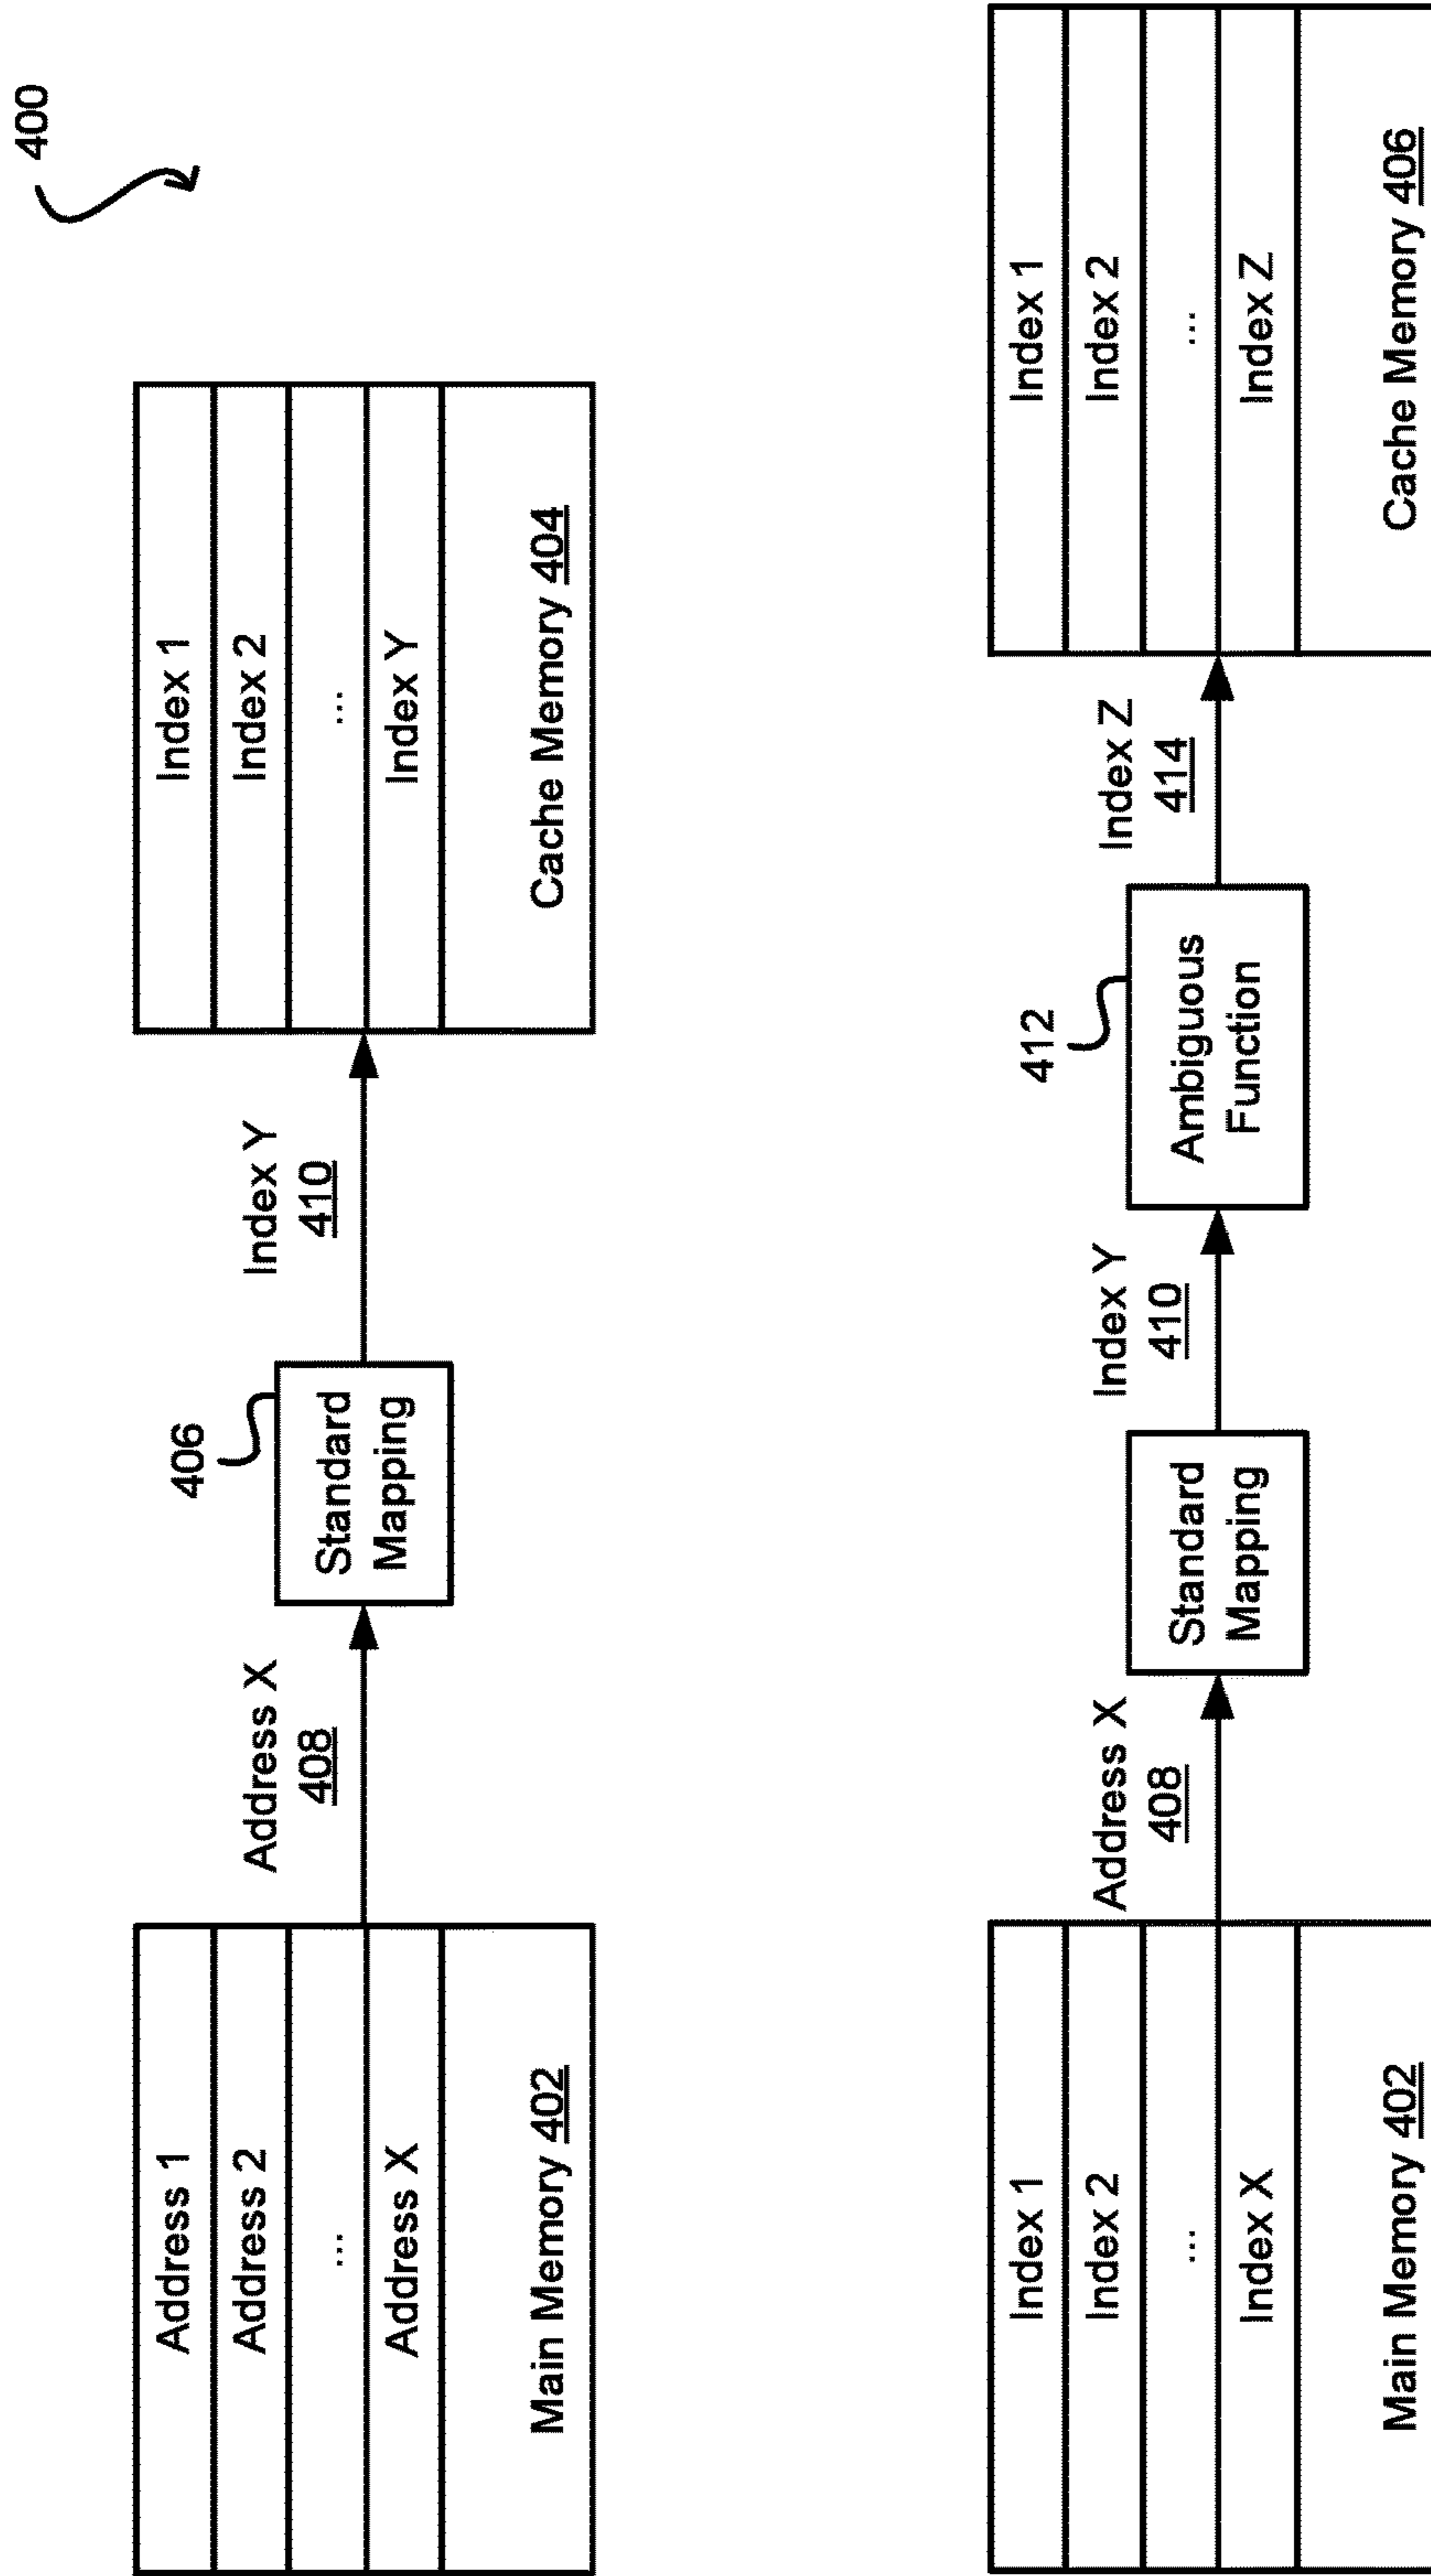 400
Address 1
Address 2
...
Address X
Main Memory 402
Address X
408
406
Standard
Mapping
Index Y
410
Index 1
Index 2
...
Index Y
Cache Memory 404
Index 1
Index 2
...
Index X
Main Memory 402
Address X
408
Standard
Mapping
Index Y
410
412
Ambiguous
Function
Index Z
414
Index 1
Index 2
...
Index Z
Cache Memory 406